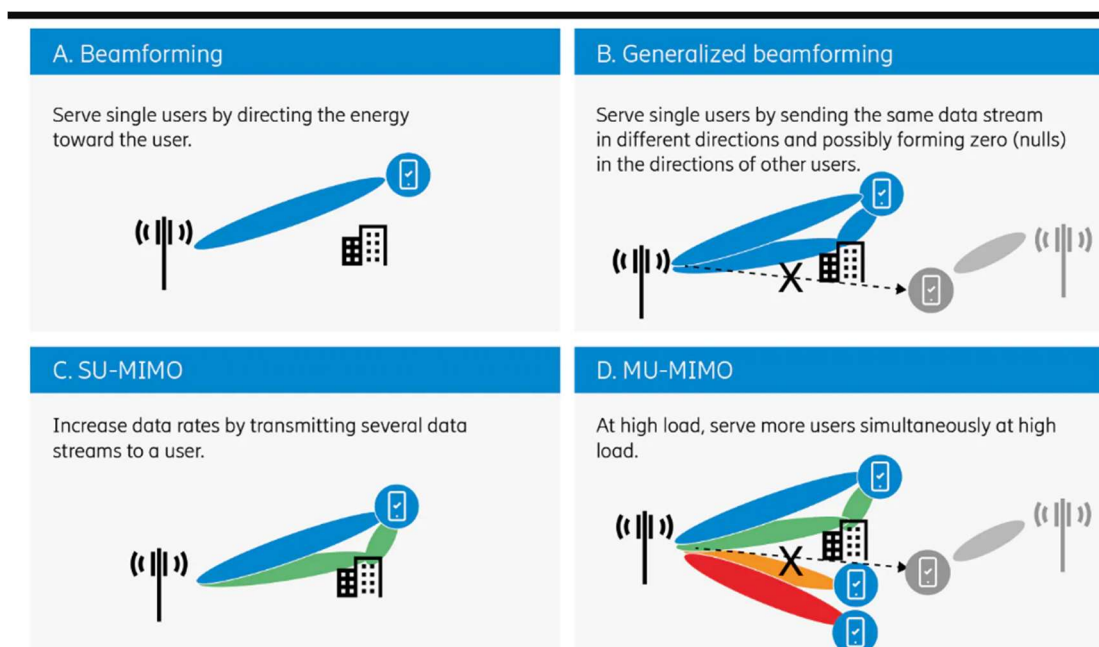 A. Beamforming
Serve single users by directing the energy
toward the user.
B. Generalized beamforming
Serve single users by sending the same data stream
in different directions and possibly forming zero (nulls)
in the directions of other users.
X
C. SU-MIMO
Increase data rates by transmitting several data
streams to a user.
D. MU-MIMO
At high load, serve more users simultaneously at high
load.
X